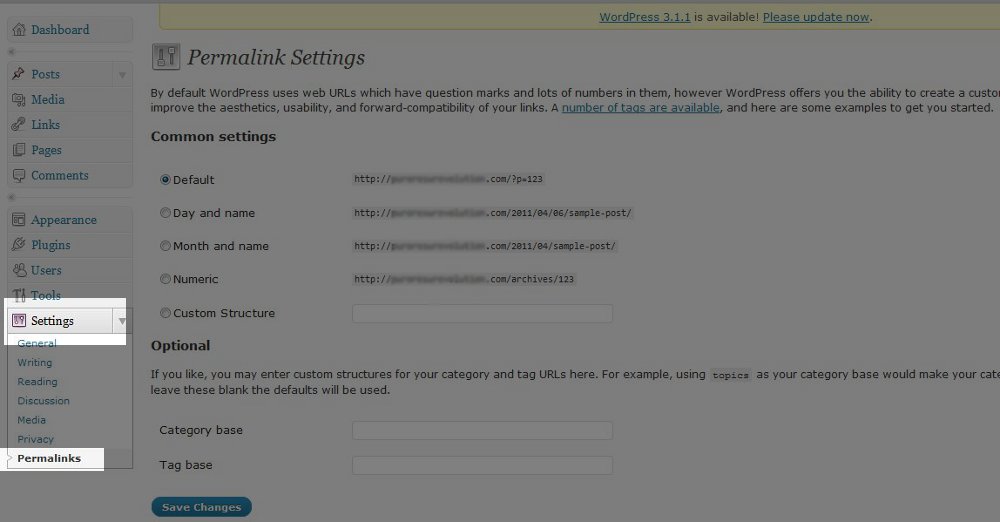 WordPress 3.1.1 is available! Please update now.
Dashboard
Posts
Media
Links
Pages
Comments
Appearance
Plugins
Users
Tools
Settings
General
Writing
Reading
Discussion
Media
Privacy
Permalinks
Permalink Settings
By default WordPress uses web URLs which have question marks and lots of numbers in them, however WordPress offers you the ability to create a custo
improve the aesthetics, usability, and forward-compatibility of your links. A number of tags are available, and here are some examples to get you started.
Common settings
Default http:// .com/?p=123
Day and name http:// .com/2011/04/06/sample-post/
Month and name http:// .com/2011/04/sample-post/
Numeric http:// .com/archives/123
Custom Structure
Optional
If you like, you may enter custom structures for your category and tag URLs here. For example, using topics as your category base would make your cate
leave these blank the defaults will be used.
Category base
Tag base
Save Changes